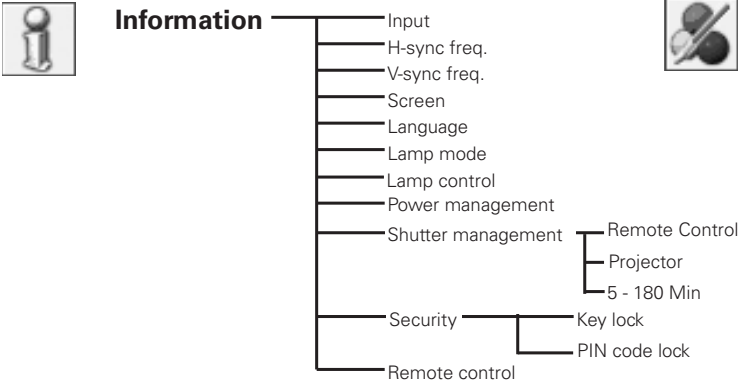 Information
Input
H-sync freq.
V-sync freq.
Screen
Language
Lamp mode
Lamp control
Power management
Shutter management
Remote Control
Projector
5 - 180 Min
Security
Key lock
PIN code lock
Remote control